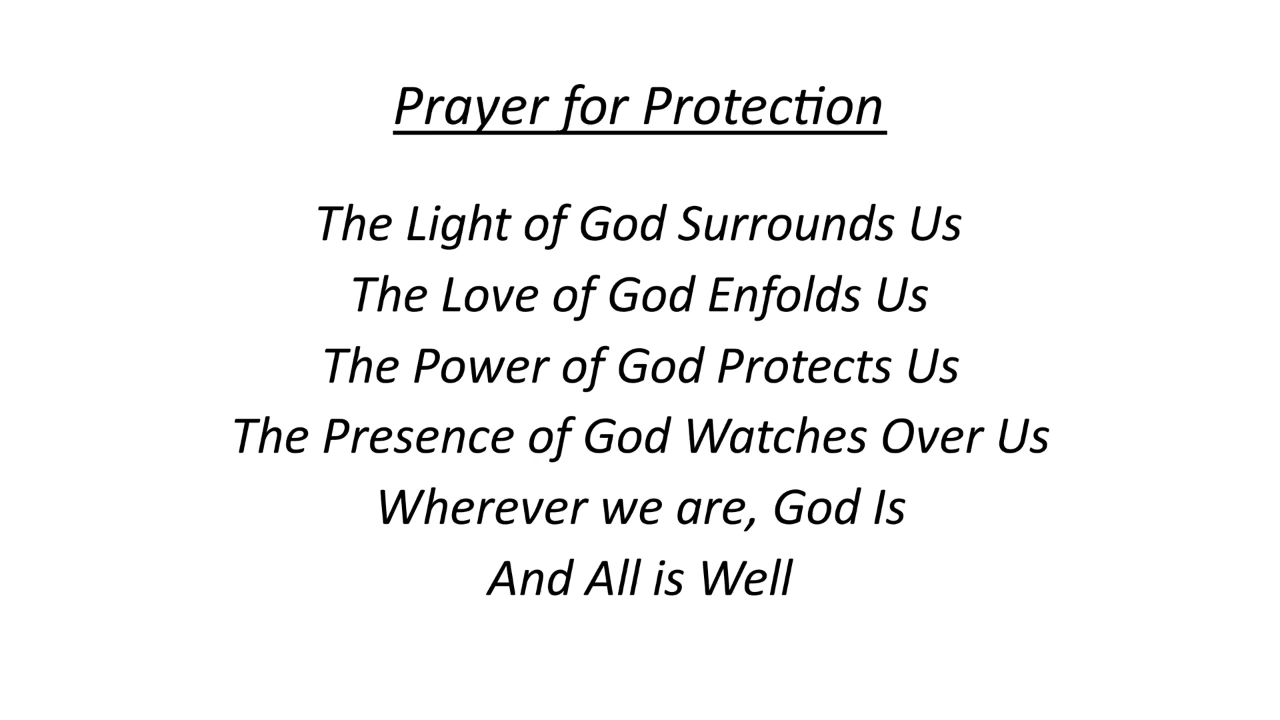 Prayer for Protection
The Light of God Surrounds Us
The Love of God Enfolds Us
The Power of God Protects Us
The Presence of God Watches Over Us
Wherever we are, God Is
And All is Well